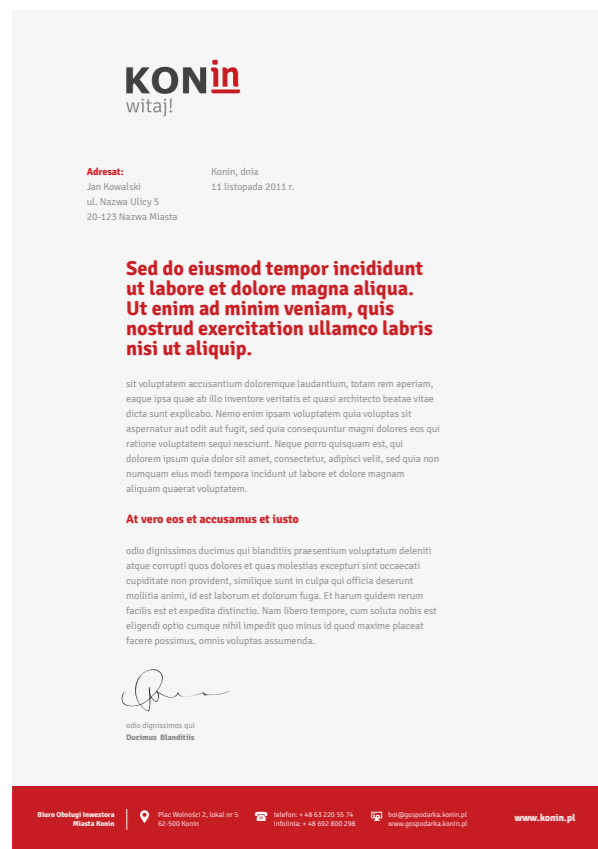 KONin
witaj!
Adresat:
Jan Kowalski
ul. Nazwa Ulicy 5
20-123 Nazwa Miasta
Konin, dnia
11 listopada 2011 r.
Sed do eiusmod tempor incididunt
ut labore et dolore magna aliqua.
Ut enim ad minim veniam, quis
nostrud exercitation ullamco labris
nisi ut aliquip.
sit voluptatem accusantium doloremque laudantium, totam rem aperiam,
eaque ipsa quae ab illo inventore veritatis et quasi architecto beatae vitae
dicta sunt explicabo. Nemo enim ipsam voluptatem quia voluptas sit
aspernatur aut odit aut fugit, sed quia consequuntur magni dolores eos qui
ratione voluptatem sequi nesciunt. Neque porro quisquam est, qui
dolorem ipsum quia dolor sit amet, consectetur, adipisci velit, sed quia non
numquam eius modi tempora incidunt ut labore et dolore magnam
aliquam quaerat voluptatem.
At vero eos et accusamus et iusto
odio dignissimos ducimus qui blanditiis praesentium voluptatum deleniti
atque corrupti quos dolores et quas molestias excepturi sint occaecati
cupiditate non provident, similique sunt in culpa qui officia deserunt
mollitia animi, id est laborum et dolorum fuga. Et harum quidem rerum
facilis est et expedita distinctio. Nam libero tempore, cum soluta nobis est
eligendi optio cumque nihil impedit quo minus id quod maxime placeat
facere possimus, omnis voluptas assumenda.
odio dignissimos qui
Ducimus Blanditiis
Biuro Obsługi Inwestora
Miasta Konin
Plac Wolności 2, lokal nr 5
62-500 Konin
telefon: + 48 63 220 55 74
infolinia: + 48 692 800 298
boi@gospodarka.konin.pl
www.gospodarka.konin.pl
www.konin.pl